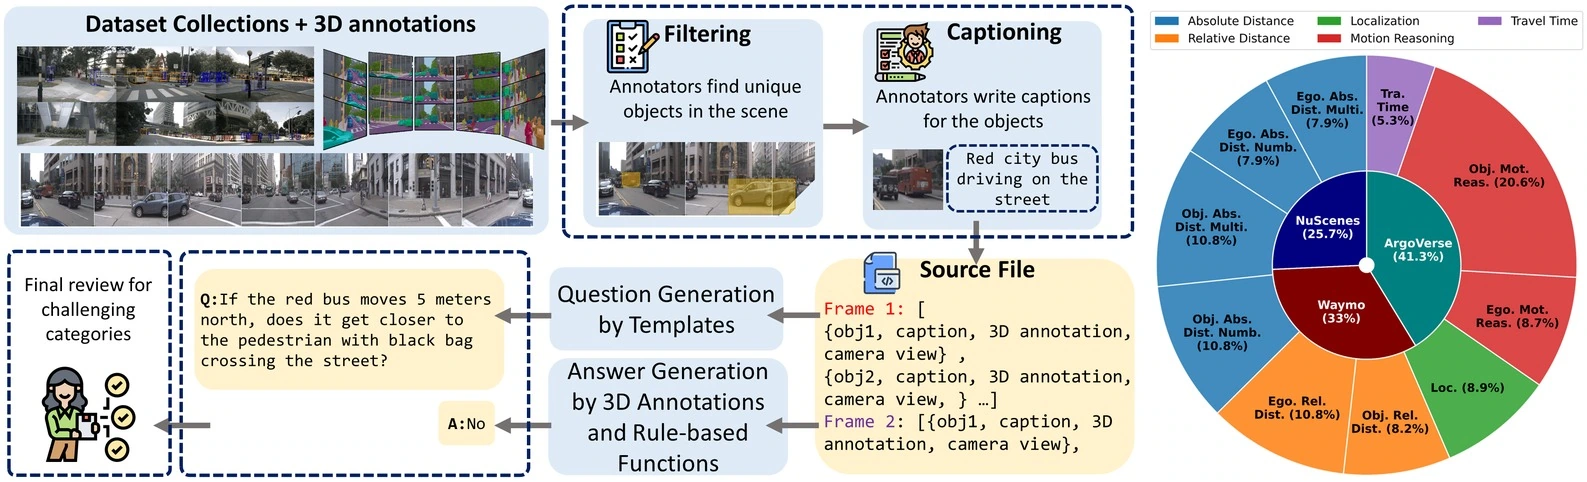 Dataset Collections + 3D annotations
Filtering
Annotators find unique
objects in the scene
Captioning
Annotators write captions
for the objects
Red city bus
driving on the
street
Source File
Frame 1: [
{obj1, caption, 3D annotation,
camera view} ,
{obj2, caption, 3D annotation,
camera view, } …]
Frame 2: [{obj1, caption, 3D
annotation, camera view},
Question Generation
by Templates
Answer Generation
by 3D Annotations
and Rule-based
Functions
Q:If the red bus moves 5 meters
north, does it get closer to
the pedestrian with black bag
crossing the street?
A:No
Final review for
challenging
categories
Absolute Distance
Relative Distance
Localization
Motion Reasoning
Travel Time
Tra.
Time
(5.3%)
Obj. Mot.
Reas. (20.6%)
Ego. Mot.
Reas. (8.7%)
Loc. (8.9%)
Obj. Rel.
Dist. (8.2%)
Ego. Rel.
Dist. (10.8%)
Obj. Abs.
Dist. Numb.
(10.8%)
Obj. Abs.
Dist. Multi.
(10.8%)
Ego. Abs.
Dist. Numb.
(7.9%)
Ego. Abs.
Dist. Multi.
(7.9%)
NuScenes
(25.7%)
ArgoVerse
(41.3%)
Waymo
(33%)